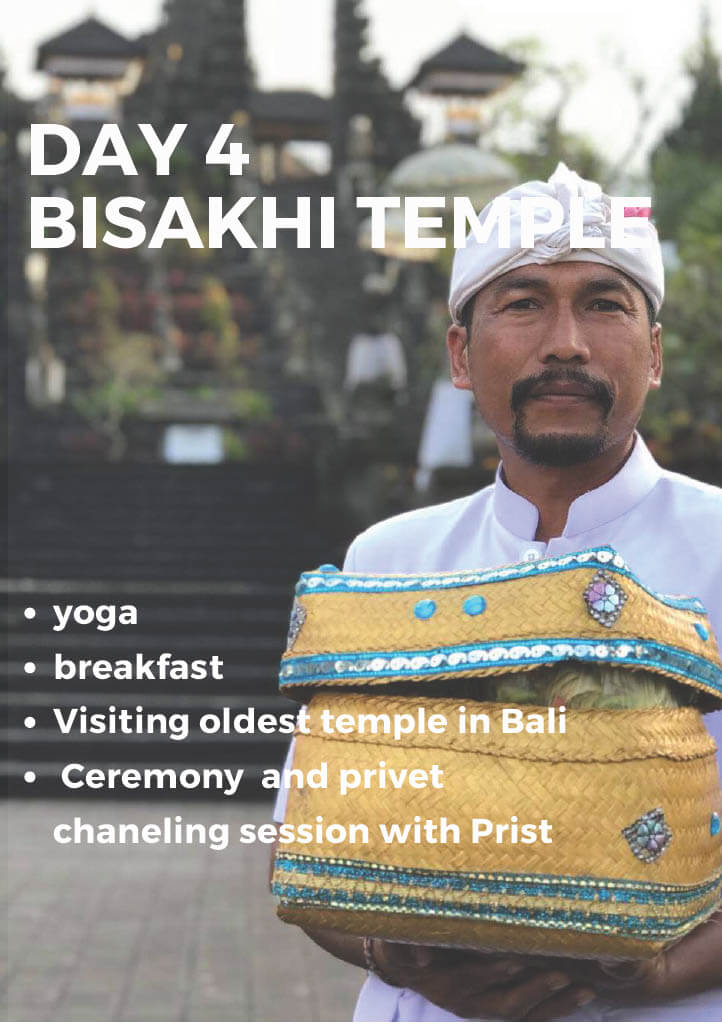 DAY 4
BISAKHI TEMPLE
• yoga
• breakfast
• Visiting oldest temple in Bali
• Ceremony and privet
chaneling session with Prist